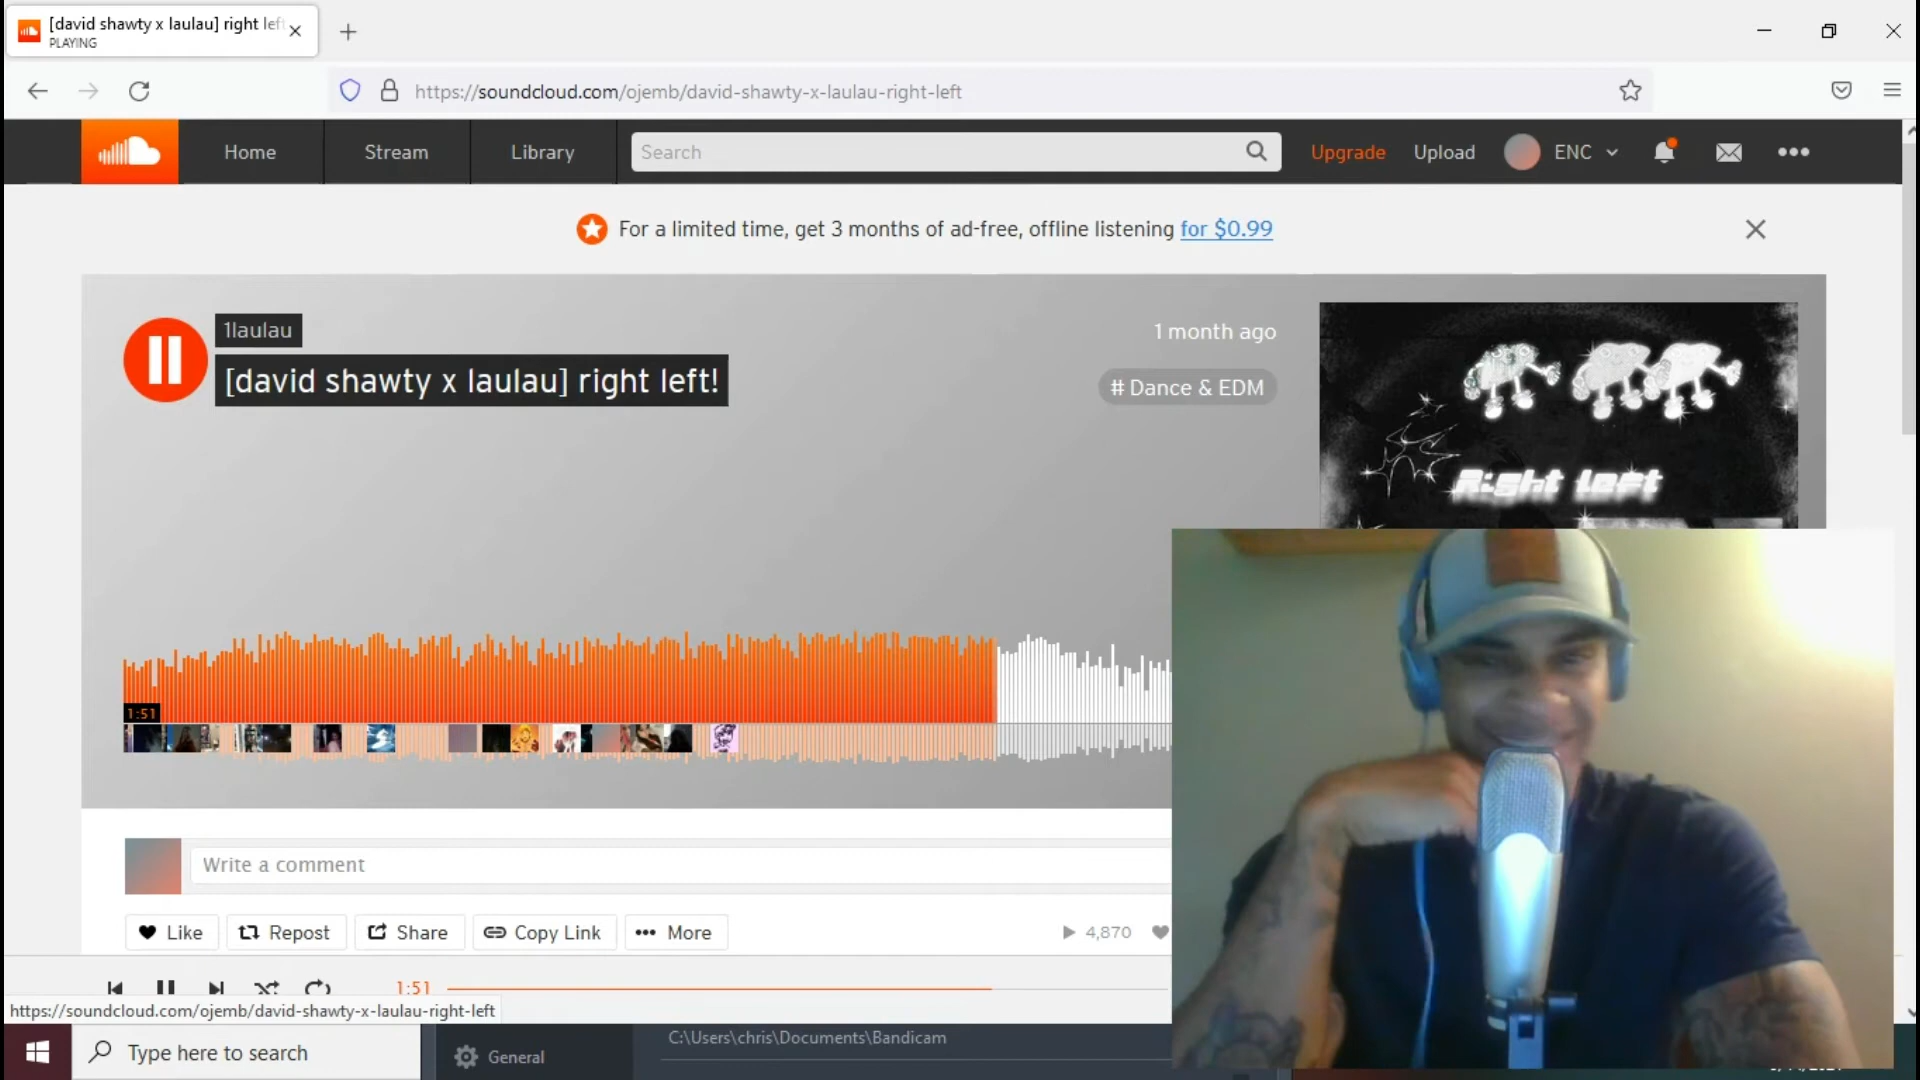 [david shawty x laulau] right lef
PLAYING
https://soundcloud.com/ojemb/david-shawty-x-laulau-right-left
Home
Stream
Library
Search
Upgrade
Upload
ENC
For a limited time, get 3 months of ad-free, offline listening for $0.99
1laulau
1 month ago
[david shawty x laulau] right left!
# Dance & EDM
Right left
1:51
Write a comment
Like
Repost
Share
Copy Link
More
4,870
1:51
https://soundcloud.com/ojemb/david-shawty-x-laulau-right-left
C:\Users\chris\Documents\Bandicam
Type here to search
General